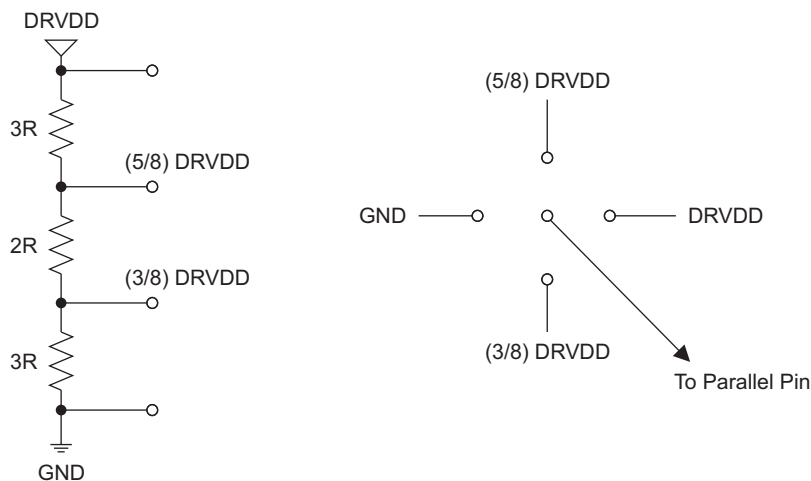 DRVDD
3R
(5/8) DRVDD
2R
(3/8) DRVDD
3R
GND
(5/8) DRVDD
GND
DRVDD
(3/8) DRVDD
To Parallel Pin